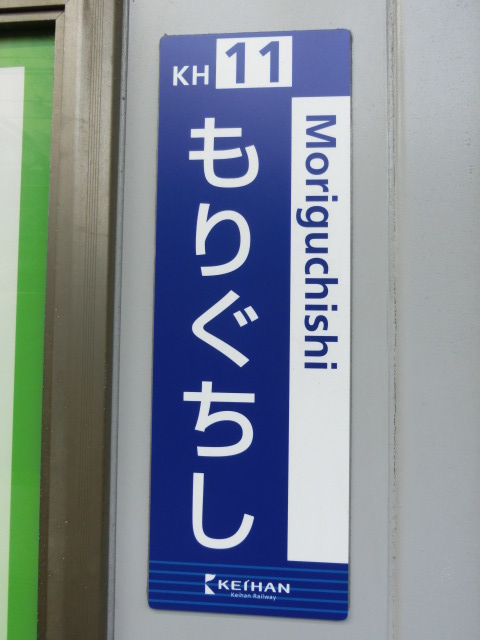 KH 11
もりぐちし
Moriguchishi
KEIHAN
Keihan Railway